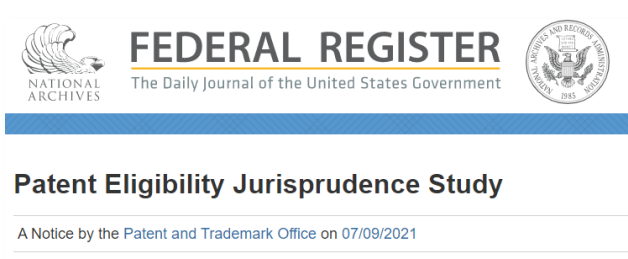 FEDERAL REGISTER
The Daily Journal of the United States Government
NATIONAL
ARCHIVES
NATIONAL ARCHIVES AND RECORDS ADMINISTRATION
1985
Patent Eligibility Jurisprudence Study
A Notice by the Patent and Trademark Office on 07/09/2021